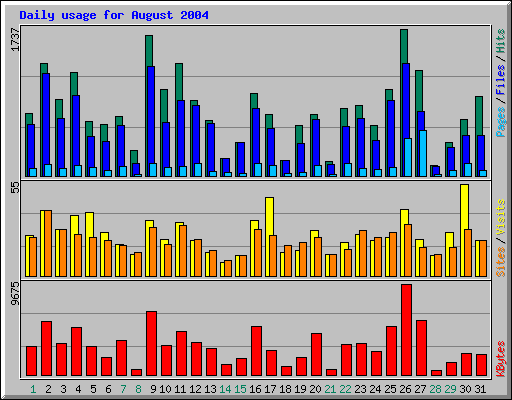 Daily usage for August 2004
1737
Pages / Files / Hits
55
Sites / Visits
9675
KBytes
1 2 3 4 5 6 7 8 9 10 11 12 13 14 15 16 17 18 19 20 21 22 23 24 25 26 27 28 29 30 31